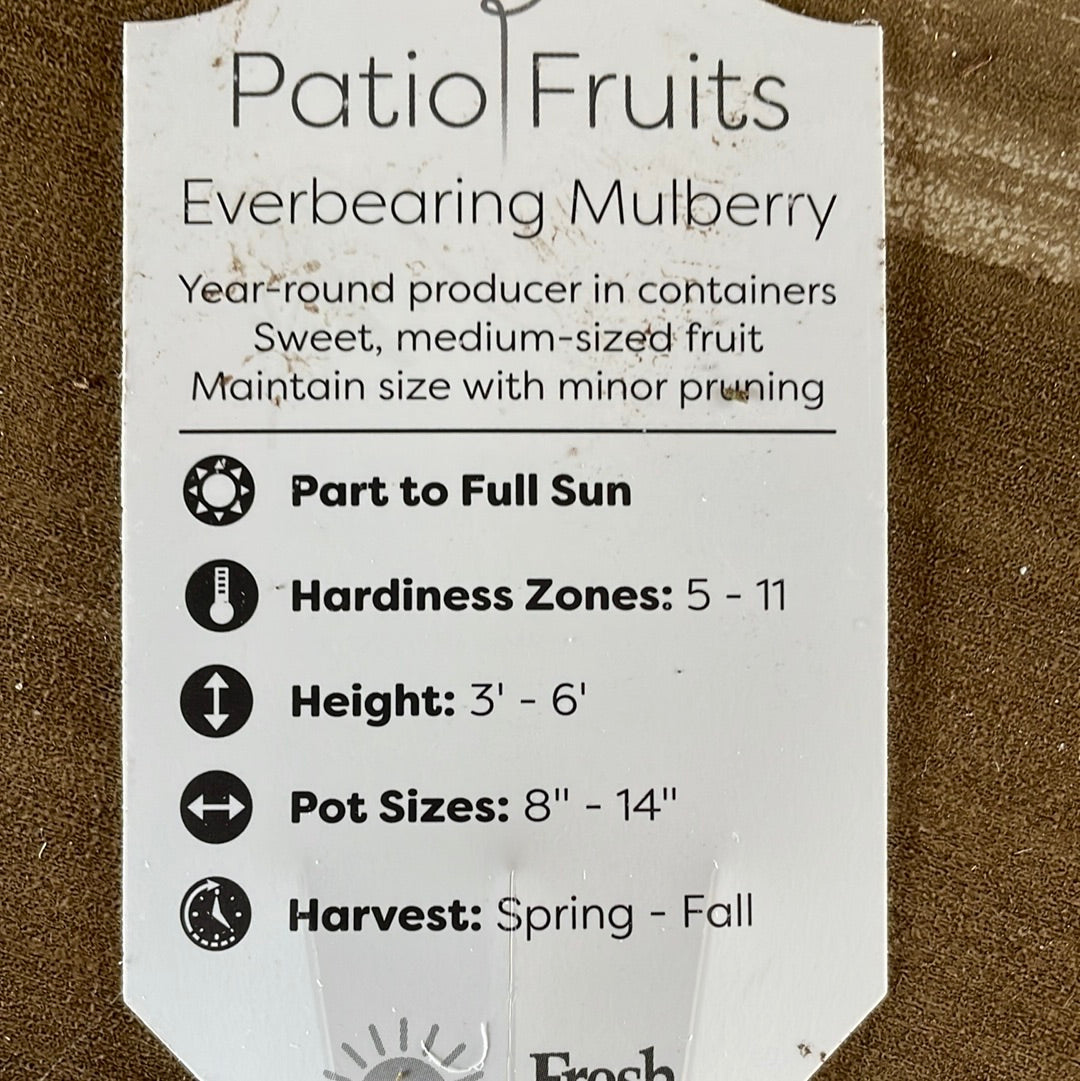 Patio Fruits
Everbearing Mulberry
Year-round producer in containers
Sweet, medium-sized fruit
Maintain size with minor pruning
Part to Full Sun
Hardiness Zones: 5 - 11
Height: 3' - 6'
Pot Sizes: 8" - 14"
Harvest: Spring - Fall
Fresh